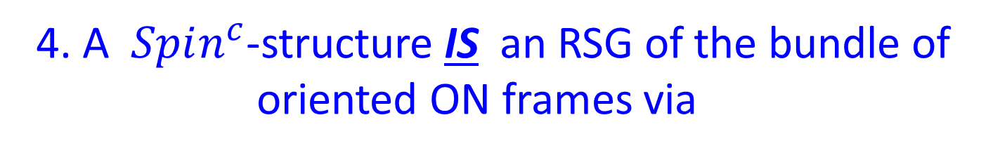 4. A Spin^c-structure IS an RSG of the bundle of
oriented ON frames via